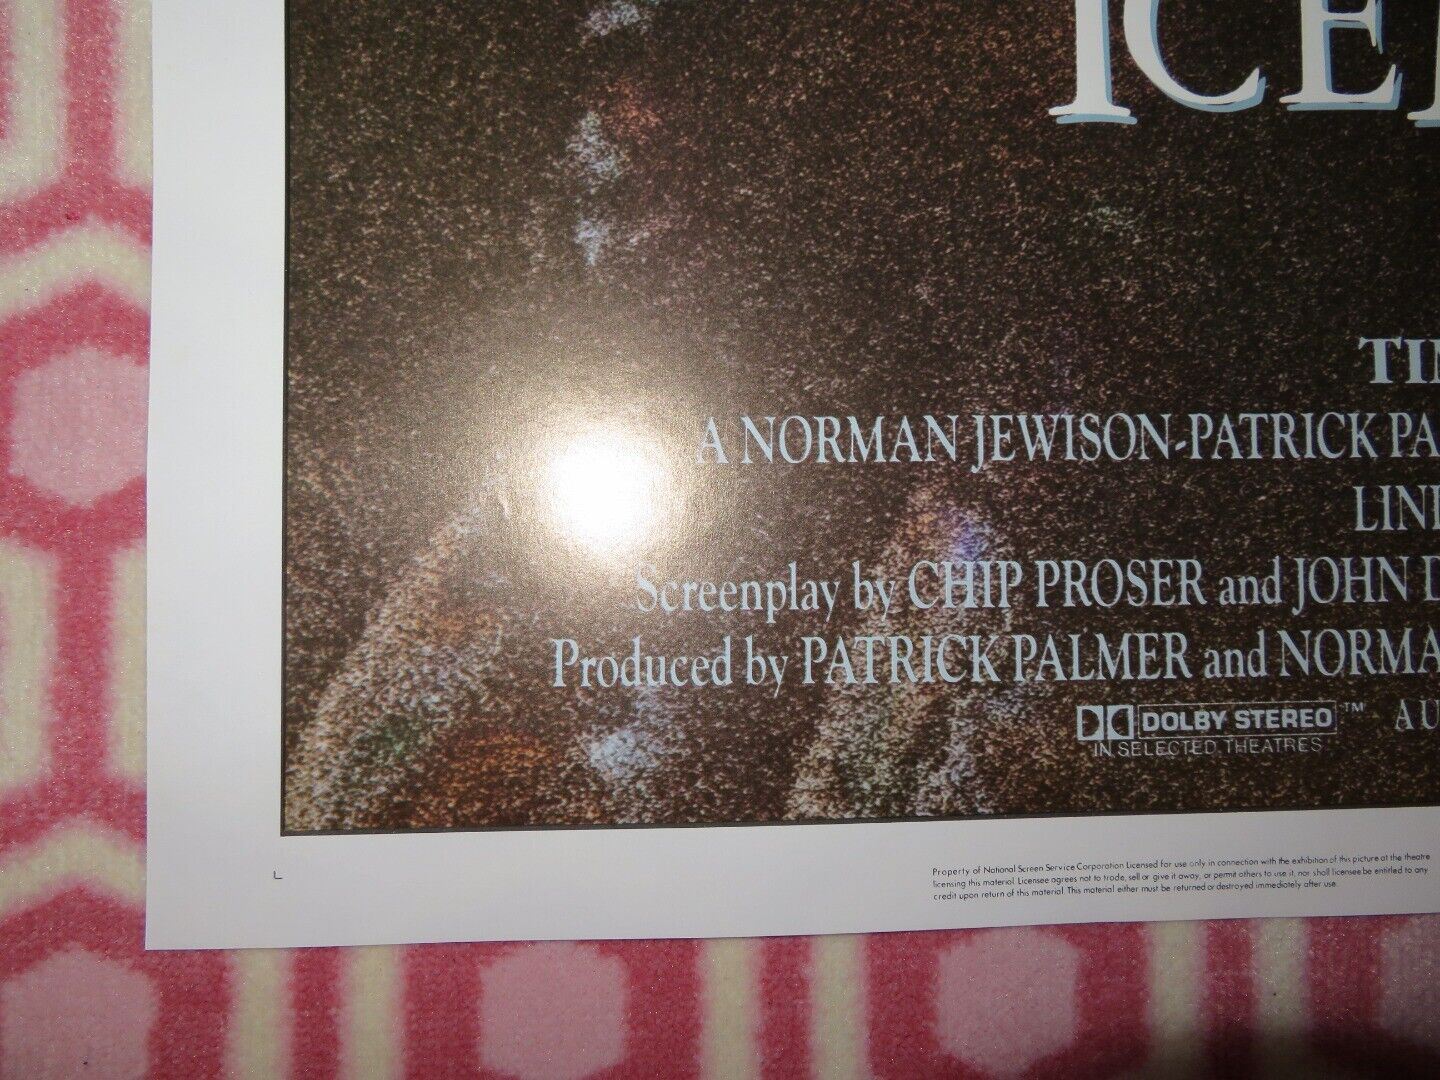 ICE
TI
A NORMAN JEWISON-PATRICK PA
LIN
Screenplay by CHIP PROSER and JOHN D
Produced by PATRICK PALMER and NORMA
DOLBY STEREO™ AU
IN SELECTED THEATRES
Property of National Screen Service Corporation Licensed for use only in connection with the exhibition of this picture at the theatre
licensing this material. Licensee agrees not to trade, sell or give it away, or permit others to use it, nor shall licensee be entitled to any
credit upon return of this material. This material either must be returned or destroyed immediately after use.